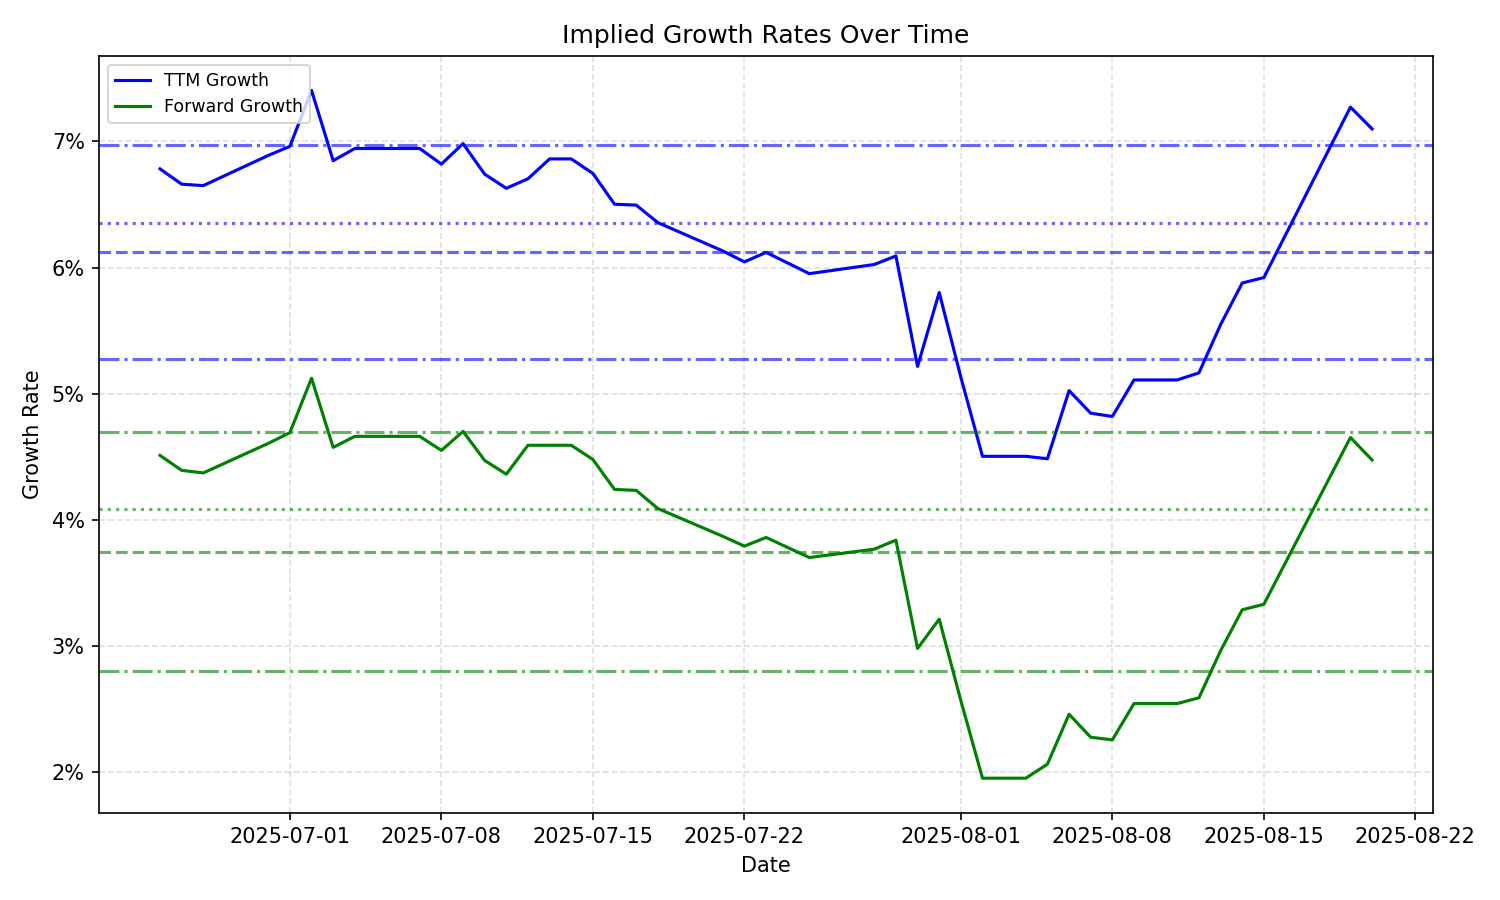 Implied Growth Rates Over Time
TTM Growth
Forward Growth
7%
6%
5%
4%
3%
2%
Growth Rate
2025-07-01
2025-07-08
2025-07-15
2025-07-22
2025-08-01
2025-08-08
2025-08-15
2025-08-22
Date